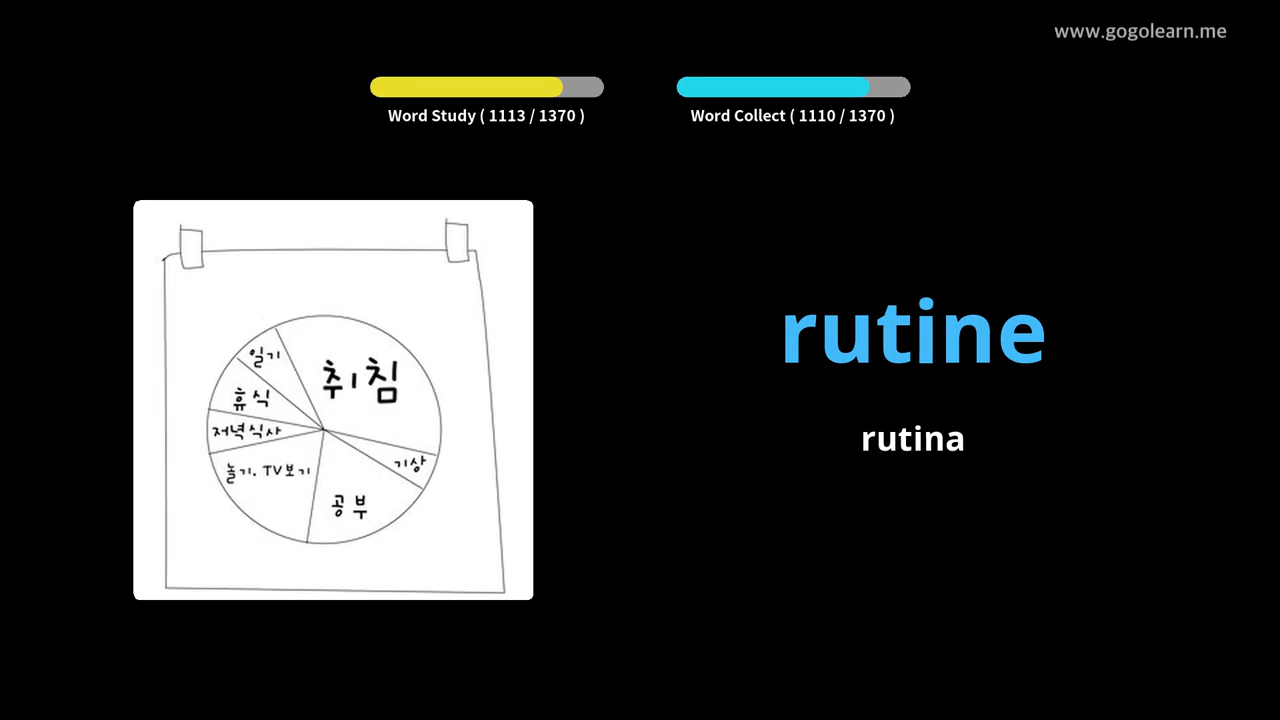 www.gogolearn.me
Word Study ( 1113 / 1370 )
Word Collect ( 1110 / 1370 )
일기
취침
휴식
저녁식사
기상
놀기. TV보기
공부
rutine
rutina